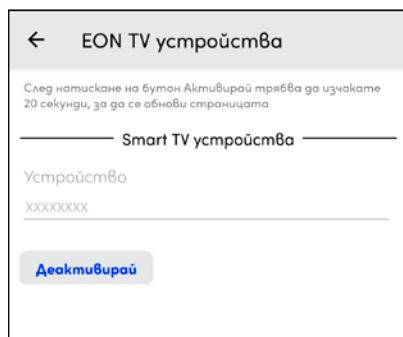 EON TV устройства
След натискане на бутон Активирай трябва да изчакате
20 секунди, за да се обнови страницата
Smart TV устройства
Устройство
xxxxxxxx
Деактивирай